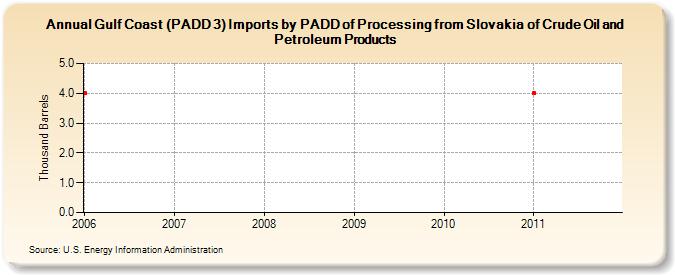 Annual Gulf Coast (PADD 3) Imports by PADD of Processing from Slovakia of Crude Oil and
Petroleum Products
Thousand Barrels
5.0
4.0
3.0
2.0
1.0
0.0
2006 2007 2008 2009 2010 2011
Source: U.S. Energy Information Administration